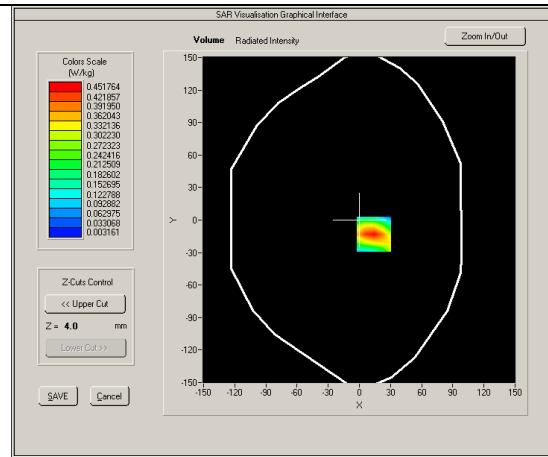 SAR Visualisation Graphical Interface
Volume Radiated Intensity
Zoom In/Out
Colors Scale
(W/kg)
0.451764
0.421857
0.391950
0.362043
0.332136
0.302230
0.272323
0.242416
0.212509
0.182602
0.152695
0.122788
0.092882
0.062975
0.033068
0.003161
Z-Cuts Control
<< Upper Cut
Z = 4.0 mm
Lower Cut >>
SAVE Cancel
150
120
90
60
30
0
-30
-60
-90
-120
-150
Y
-150 -120 -90 -60 -30 0 30 60 90 120 150
X